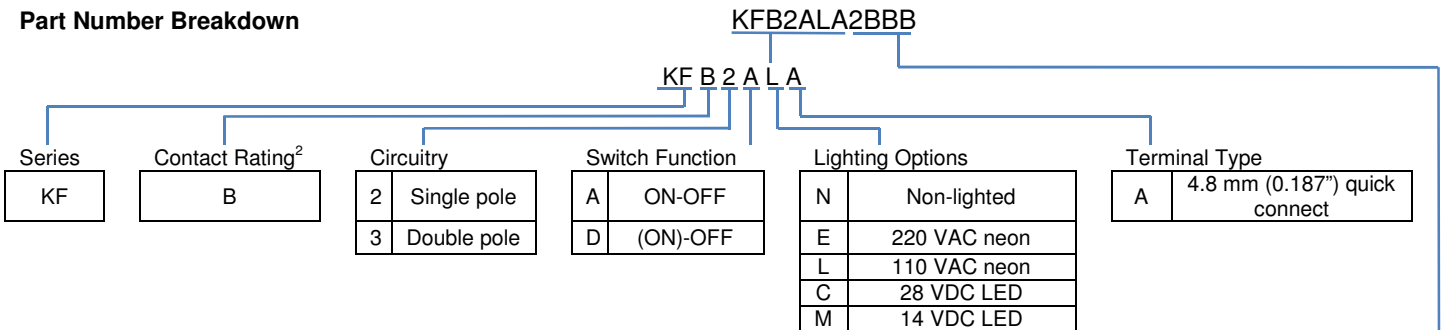 Part Number Breakdown
KFB2ALA2BBB
KF B 2 A L A
Series
Contact Rating2
Circuitry
Switch Function
Lighting Options
Terminal Type
KF
B
2 Single pole
3 Double pole
A ON-OFF
D (ON)-OFF
N Non-lighted
E 220 VAC neon
L 110 VAC neon
C 28 VDC LED
M 14 VDC LED
A 4.8 mm (0.187”) quick
connect